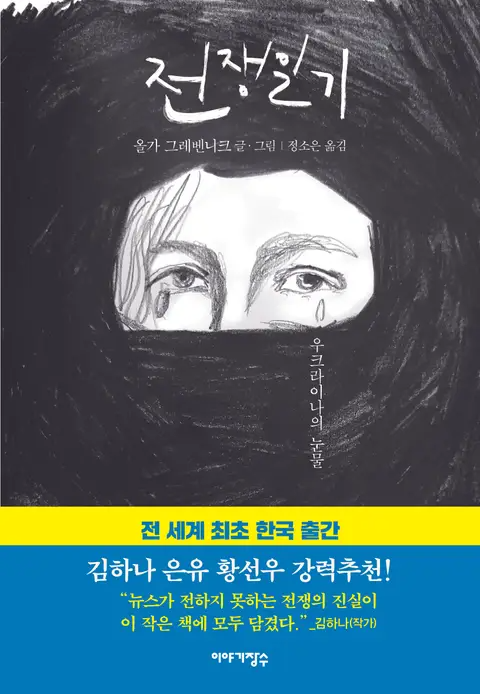 전쟁일기
올가 그레벤니크 글·그림 | 정소은 옮김
우크라이나의 눈물
전 세계 최초 한국 출간
김하나 은유 황선우 강력추천!
“뉴스가 전하지 못하는 전쟁의 진실이
이 작은 책에 모두 담겼다.”_김하나(작가)
이야기장수